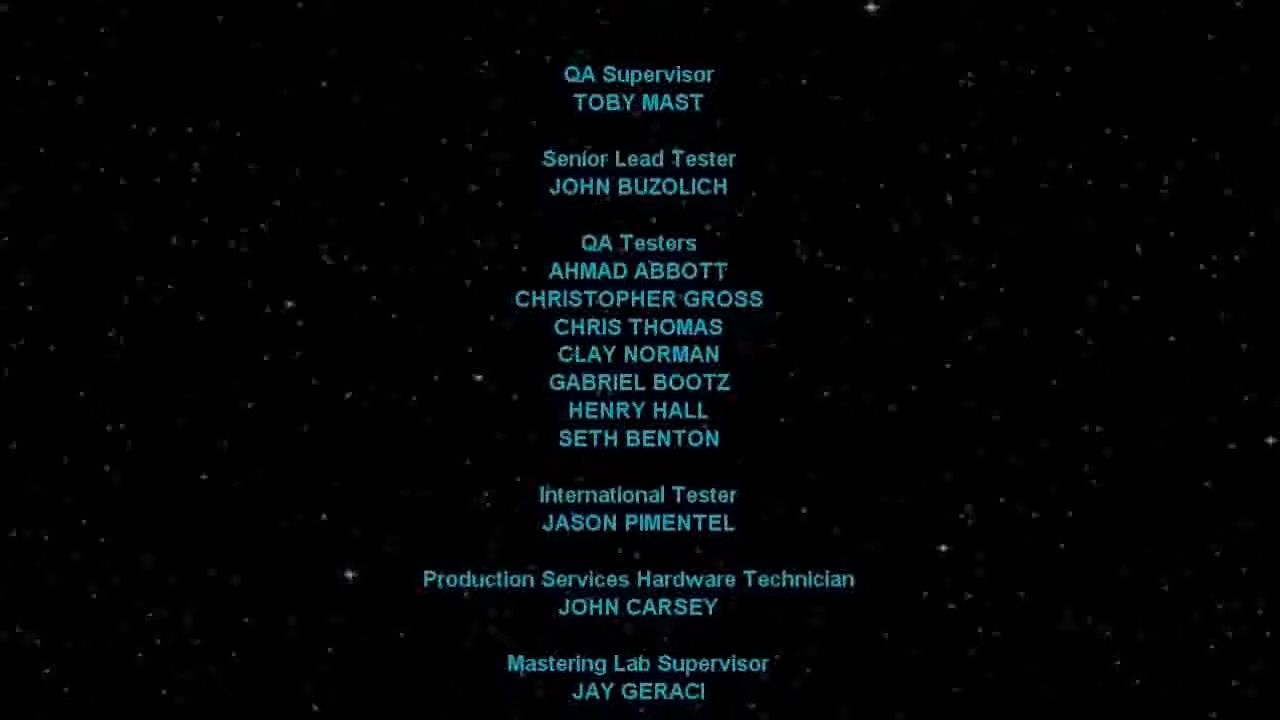 QA Supervisor
TOBY MAST
Senior Lead Tester
JOHN BUZOLICH
QA Testers
AHMAD ABBOTT
CHRISTOPHER GROSS
CHRIS THOMAS
CLAY NORMAN
GABRIEL BOOTZ
HENRY HALL
SETH BENTON
International Tester
JASON PIMENTEL
Production Services Hardware Technician
JOHN CARSEY
Mastering Lab Supervisor
JAY GERACI